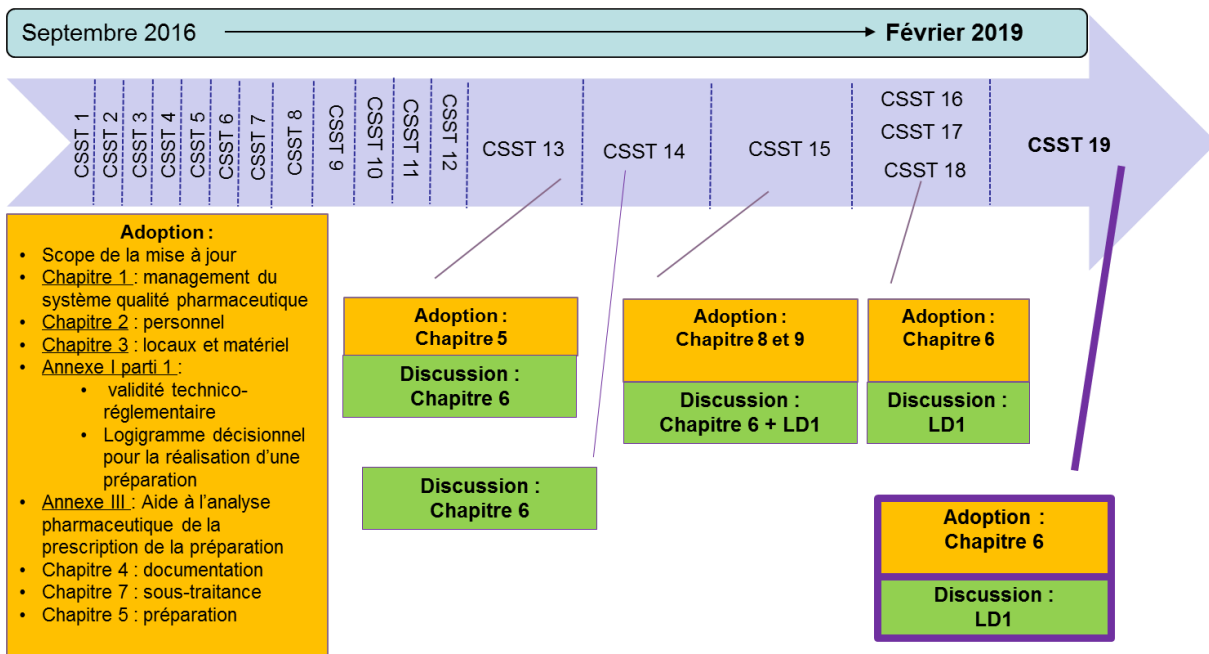 Septembre 2016
Février 2019
CSST 1
CSST 2
CSST 3
CSST 4
CSST 5
CSST 6
CSST 7
CSST 8
CSST 9
CSST 10
CSST 11
CSST 12
CSST 13
CSST 14
CSST 15
CSST 16
CSST 17
CSST 18
CSST 19
Adoption :
• Scope de la mise à jour
• Chapitre 1 : management du
système qualité pharmaceutique
• Chapitre 2 : personnel
• Chapitre 3 : locaux et matériel
• Annexe I parti 1 :
• validité technico-
réglementaire
• Logigramme décisionnel
pour la réalisation d'une
préparation
• Annexe III : Aide à l'analyse
pharmaceutique de la
prescription de la préparation
• Chapitre 4 : documentation
• Chapitre 7 : sous-traitance
• Chapitre 5 : préparation
Adoption :
Chapitre 5
Discussion :
Chapitre 6
Discussion :
Chapitre 6
Adoption :
Chapitre 8 et 9
Discussion :
Chapitre 6 + LD1
Adoption :
Chapitre 6
Discussion :
LD1
Adoption :
Chapitre 6
Discussion :
LD1